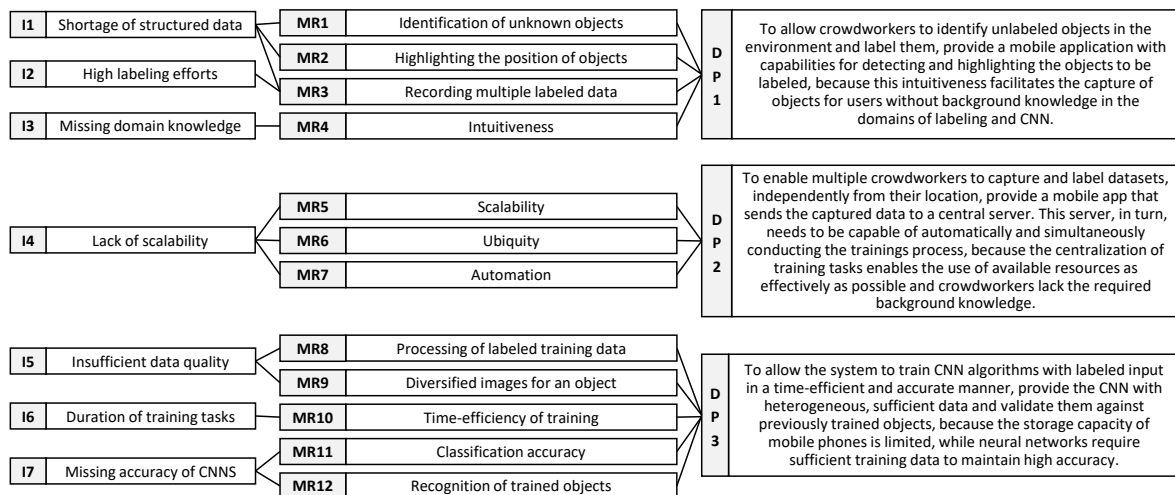 I1 Shortage of structured data
I2 High labeling efforts
I3 Missing domain knowledge
MR1 Identification of unknown objects
MR2 Highlighting the position of objects
MR3 Recording multiple labeled data
MR4 Intuitiveness
D
P
1
To allow crowdworkers to identify unlabeled objects in the
environment and label them, provide a mobile application with
capabilities for detecting and highlighting the objects to be
labeled, because this intuitiveness facilitates the capture of
objects for users without background knowledge in the
domains of labeling and CNN.
I4 Lack of scalability
MR5 Scalability
MR6 Ubiquity
MR7 Automation
D
P
2
To enable multiple crowdworkers to capture and label datasets,
independently from their location, provide a mobile app that
sends the captured data to a central server. This server, in turn,
needs to be capable of automatically and simultaneously
conducting the trainings process, because the centralization of
training tasks enables the use of available resources as
effectively as possible and crowdworkers lack the required
background knowledge.
I5 Insufficient data quality
I6 Duration of training tasks
I7 Missing accuracy of CNNS
MR8 Processing of labeled training data
MR9 Diversified images for an object
MR10 Time-efficiency of training
MR11 Classification accuracy
MR12 Recognition of trained objects
D
P
3
To allow the system to train CNN algorithms with labeled input
in a time-efficient and accurate manner, provide the CNN with
heterogeneous, sufficient data and validate them against
previously trained objects, because the storage capacity of
mobile phones is limited, while neural networks require
sufficient training data to maintain high accuracy.